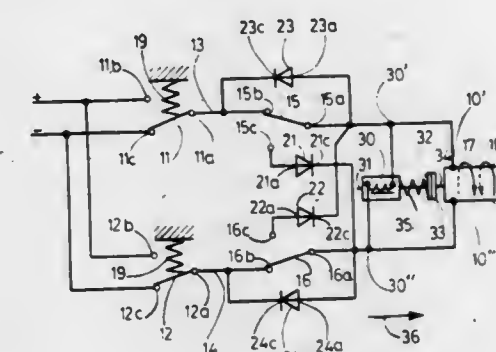 23c 23 23a
19 13 30' 10'
11b 15b 15 15a 30 32
+
- 15c 21 21c 31 34 17
11c 11 11a 21a 22
22a 22c 35 33
12b 16c
19 16b 16a 30" 10"
12c 12 12a 16
14 24c 24a 36